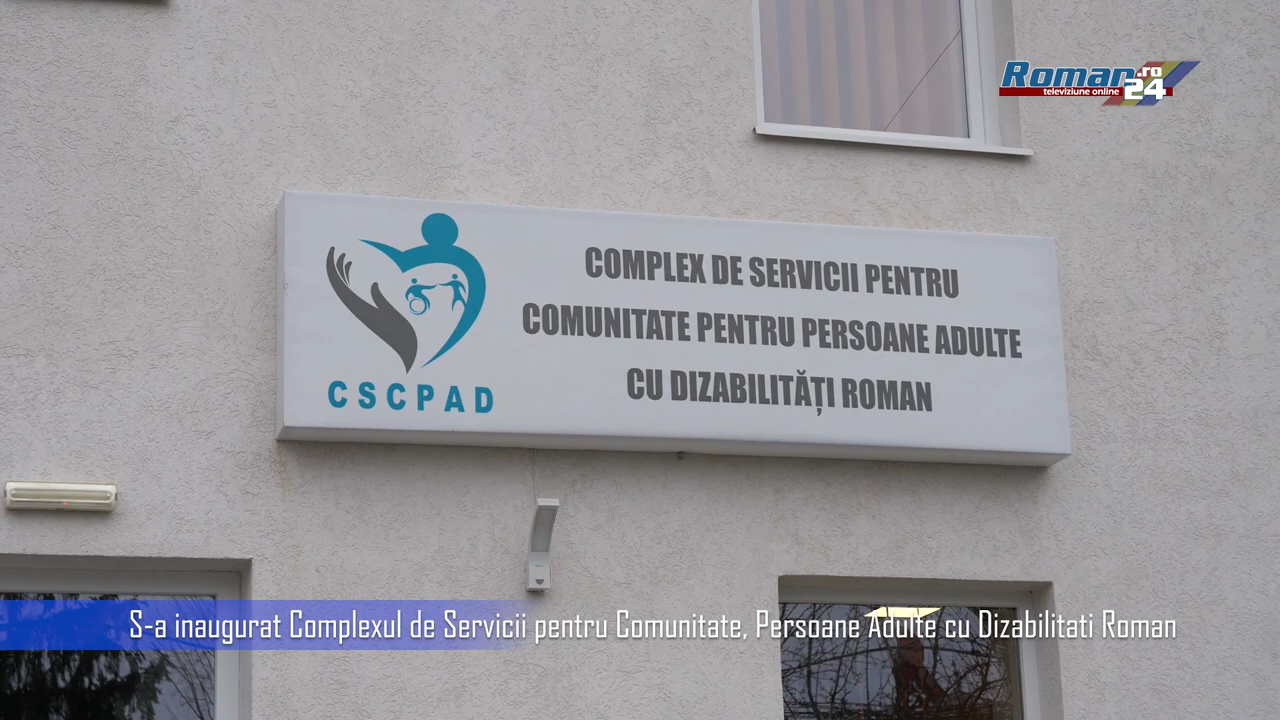 Roman.ro
24
televiziune online
COMPLEX DE SERVICII PENTRU
COMUNITATE PENTRU PERSOANE ADULTE
CU DIZABILITĂȚI ROMAN
CSCPAD
S-a inaugurat Complexul de Servicii pentru Comunitate, Persoane Adulte cu Dizabilitati Roman